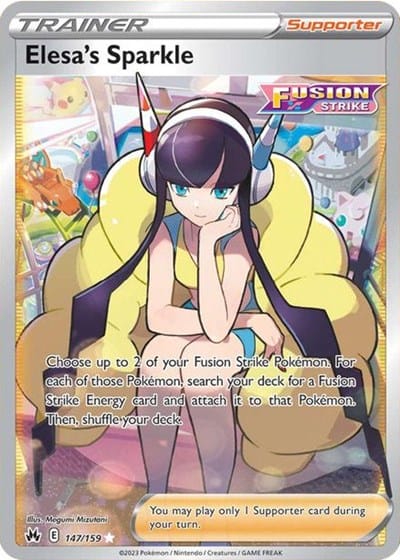 TRAINER
Supporter
Elesa's Sparkle
FUSION
STRIKE
Choose up to 2 of your Fusion Strike Pokémon. For
each of those Pokémon, search your deck for a Fusion
Strike Energy card and attach it to that Pokémon.
Then, shuffle your deck.
Illus. Megumi Mizutani
E 147/159
You may play only 1 Supporter card during
your turn.
©2023 Pokémon / Nintendo / Creatures / GAME FREAK